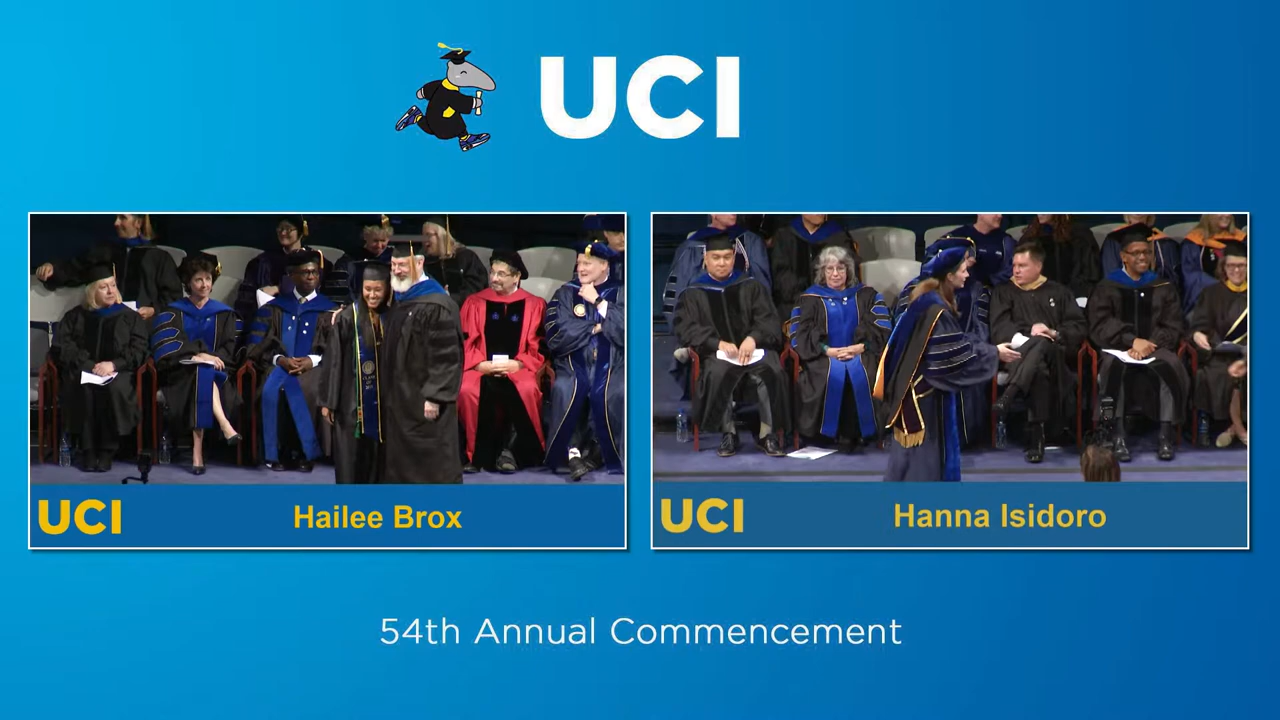 UCI
UCI
Hailee Brox
UCI
Hanna Isidoro
54th Annual Commencement